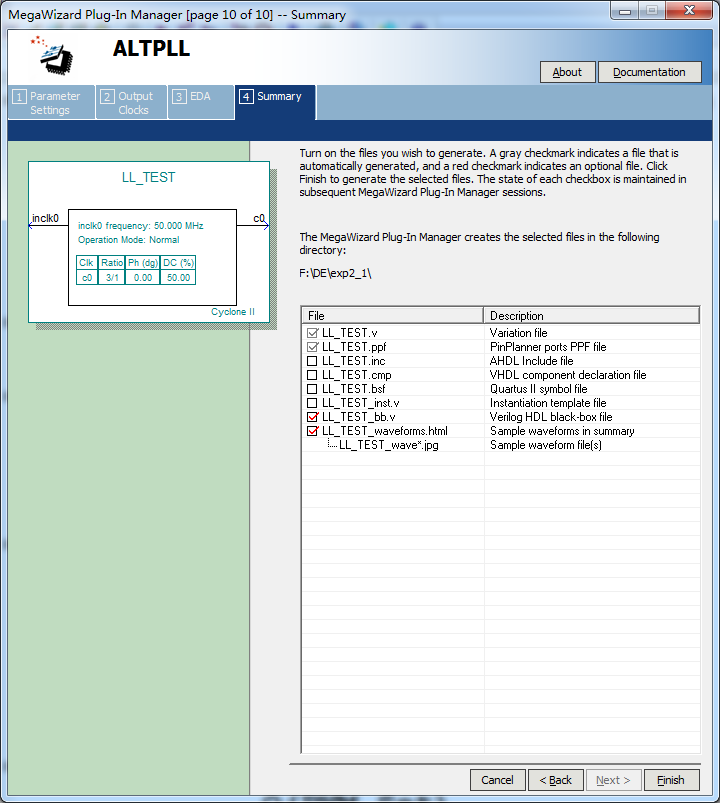 MegaWizard Plug-In Manager [page 10 of 10] -- Summary
ALTPLL
About
Documentation
1 Parameter Settings
2 Output Clocks
3 EDA
4 Summary
LL_TEST
inclk0
c0
inclk0 frequency: 50.000 MHz
Operation Mode: Normal
Clk Ratio Ph (dg) DC (%)
c0 3/1 0.00 50.00
Cyclone II
Turn on the files you wish to generate. A gray checkmark indicates a file that is
automatically generated, and a red checkmark indicates an optional file. Click
Finish to generate the selected files. The state of each checkbox is maintained in
subsequent MegaWizard Plug-In Manager sessions.
The MegaWizard Plug-In Manager creates the selected files in the following
directory:
F:\DE\exp2_1\
File Description
LL_TEST.v Variation file
LL_TEST.ppf PinPlanner ports PPF file
LL_TEST.inc AHDL Include file
LL_TEST.cmp VHDL component declaration file
LL_TEST.bsf Quartus II symbol file
LL_TEST_inst.v Instantiation template file
LL_TEST_bb.v Verilog HDL black-box file
LL_TEST_waveforms.html Sample waveforms in summary
LL_TEST_wave*.jpg Sample waveform file(s)
Cancel
< Back
Next >
Finish